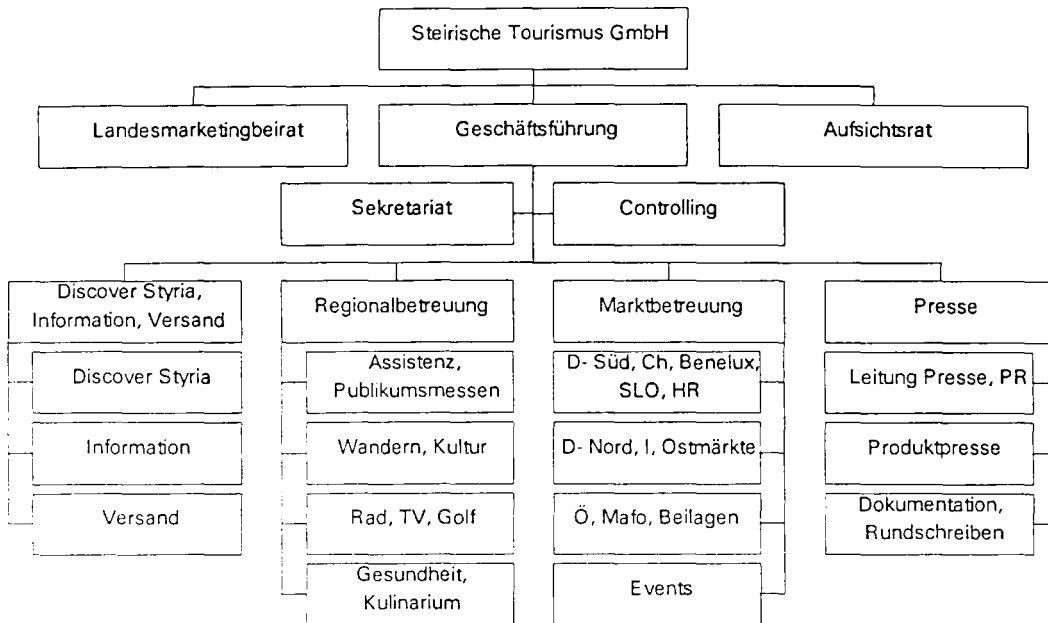 Steirische Tourismus GmbH
Landesmarketingbeirat
Geschäftsführung
Aufsichtsrat
Sekretariat
Controlling
Discover Styria,
Information, Versand
Regionalbetreuung
Marktbetreuung
Presse
Discover Styria
Assistenz,
Publikumsmessen
D- Süd, Ch, Benelux,
SLO, HR
Leitung Presse, PR
Information
Wandern, Kultur
D- Nord, I, Ostmärkte
Produktpresse
Versand
Rad, TV, Golf
Ö, Mafo, Beilagen
Dokumentation,
Rundschreiben
Gesundheit,
Kulinarium
Events